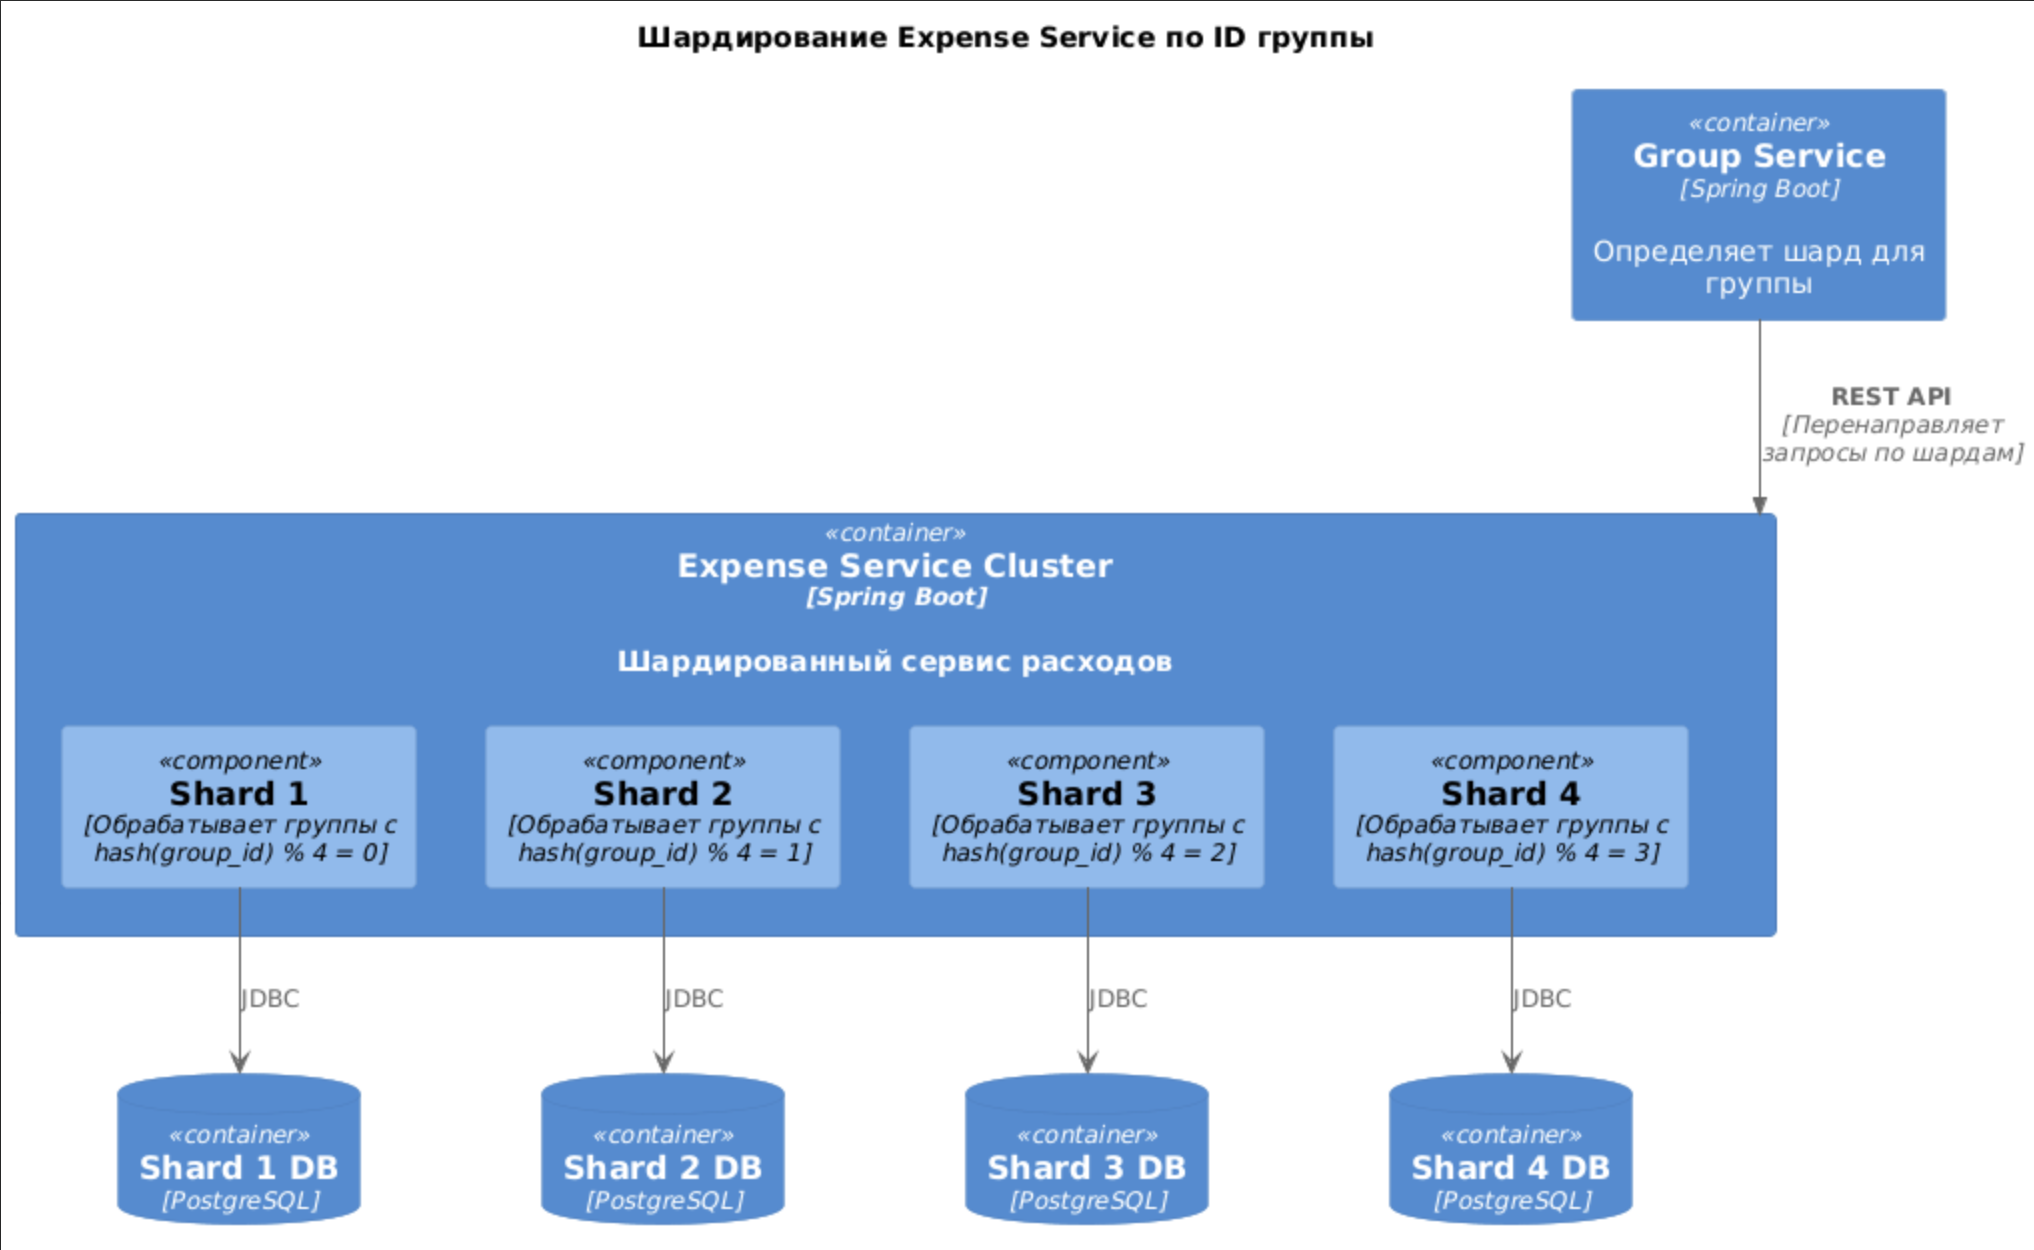 Шардирование Expense Service по ID группы
«container»
Group Service
[Spring Boot]
Определяет шард для
группы
REST API
[Перенаправляет
запросы по шардам]
«container»
Expense Service Cluster
[Spring Boot]
Шардированный сервис расходов
«component»
Shard 1
[Обрабатывает группы с
hash(group_id) % 4 = 0]
«component»
Shard 2
[Обрабатывает группы с
hash(group_id) % 4 = 1]
«component»
Shard 3
[Обрабатывает группы с
hash(group_id) % 4 = 2]
«component»
Shard 4
[Обрабатывает группы с
hash(group_id) % 4 = 3]
JDBC
JDBC
JDBC
JDBC
«container»
Shard 1 DB
[PostgreSQL]
«container»
Shard 2 DB
[PostgreSQL]
«container»
Shard 3 DB
[PostgreSQL]
«container»
Shard 4 DB
[PostgreSQL]